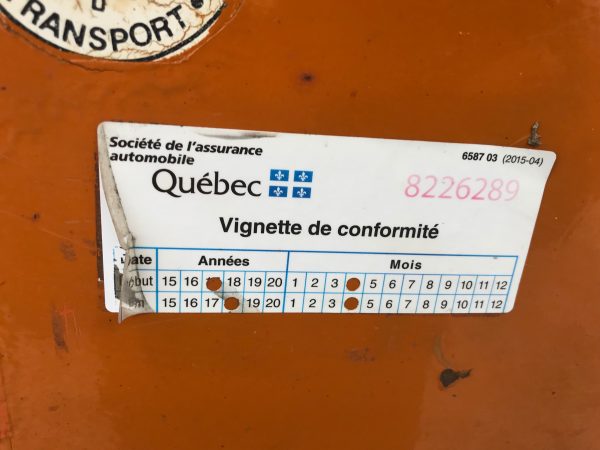 TRANSPORT
Société de l'assurance
automobile
6587 03 (2015-04)
Québec
8226289
Vignette de conformité
Date Années Mois
15 16 18 19 20 1 2 3 5 6 7 8 9 10 11 12
15 16 17 19 20 1 2 3 5 6 7 8 9 10 11 12